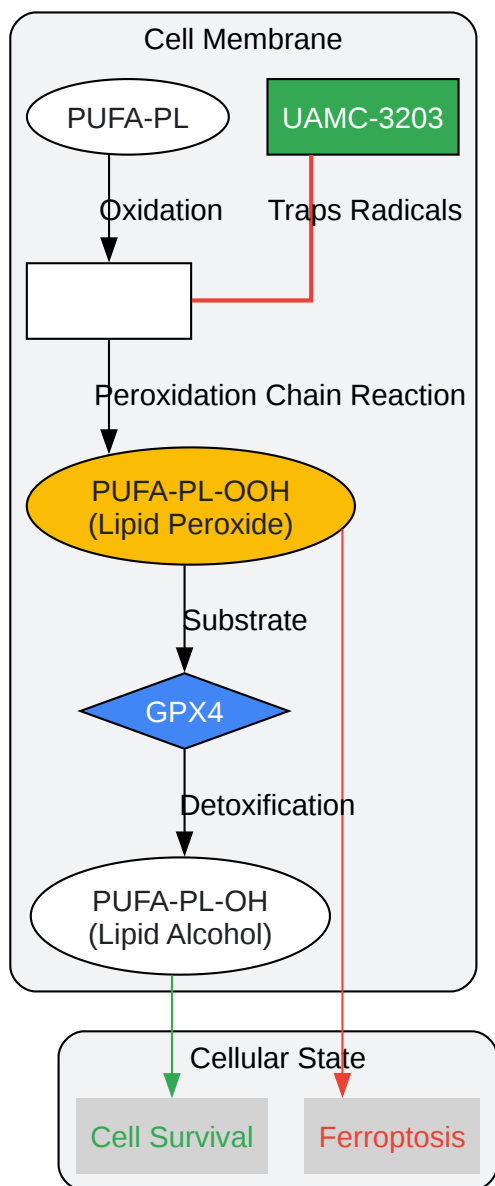 Cell Membrane
PUFA-PL
UAMC-3203
Oxidation
Traps Radicals
Peroxidation Chain Reaction
PUFA-PL-OOH
(Lipid Peroxide)
Substrate
GPX4
Detoxification
PUFA-PL-OH
(Lipid Alcohol)
Cellular State
Cell Survival
Ferroptosis